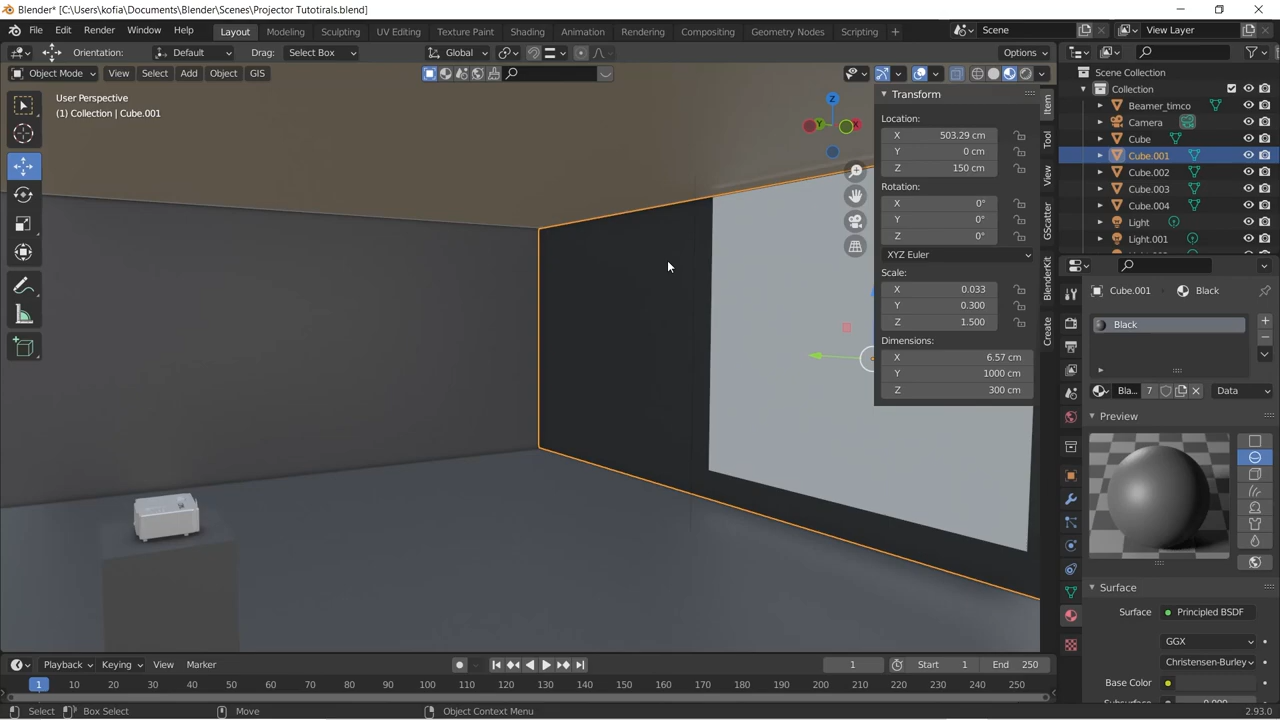 Blender* [C:\Users\kofia\Documents\Blender\Scenes\Projector Tutotirals.blend]
File Edit Render Window Help Layout Modeling Sculpting UV Editing Texture Paint Shading Animation Rendering Compositing Geometry Nodes Scripting + Scene View Layer
Orientation: Default Drag: Select Box Global Options
Object Mode View Select Add Object GIS
User Perspective
(1) Collection | Cube.001
Z
Y
X
Transform
Location:
X 503.29 cm
Y 0 cm
Z 150 cm
Rotation:
X 0°
Y 0°
Z 0°
XYZ Euler
Scale:
X 0.033
Y 0.300
Z 1.500
Dimensions:
X 6.57 cm
Y 1000 cm
Z 300 cm
Item
Tool
View
GScatter
BlenderKit
Create
Scene Collection
Collection
Beamer_timco
Camera
Cube
Cube.001
Cube.002
Cube.003
Cube.004
Light
Light.001
Cube.001 Black
Black
Bla... 7 Data
Preview
Surface
Surface Principled BSDF
GGX
Christensen-Burley
Base Color
Playback Keying View Marker 1 Start 1 End 250
1 10 20 30 40 50 60 70 80 90 100 110 120 130 140 150 160 170 180 190 200 210 220 230 240 250
Select Box Select Move Object Context Menu 2.93.0